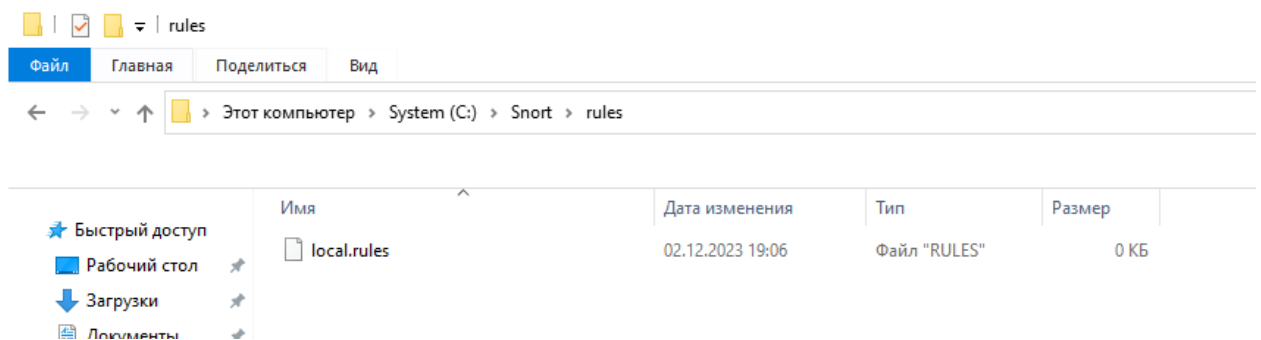 rules
Файл Главная Поделиться Вид
Этот компьютер System (C:) Snort rules
Имя Дата изменения Тип Размер
Быстрый доступ
local.rules 02.12.2023 19:06 Файл "RULES" 0 КБ
Рабочий стол
Загрузки
Документы